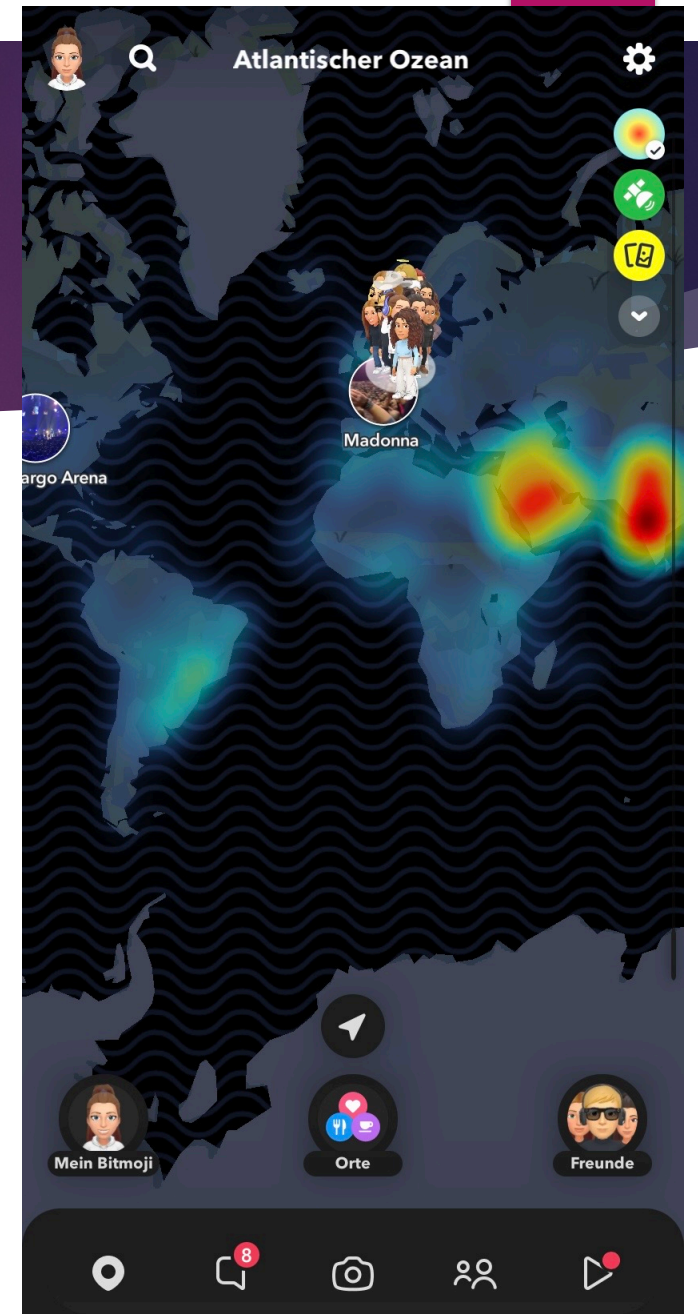 Atlantischer Ozean
Madonna
argo Arena
Mein Bitmoji
Orte
Freunde
8